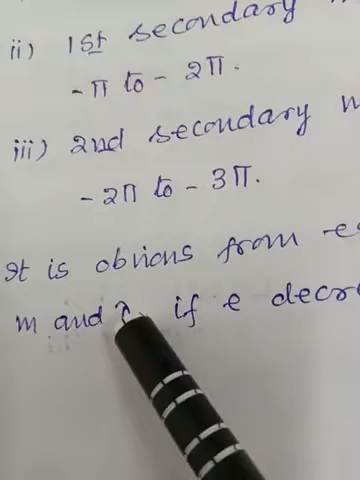 ii) 1st secondary
-π to - 2π.
iii) 2nd secondary
-2π to - 3π.
It is obvious from
m and λ if e decr